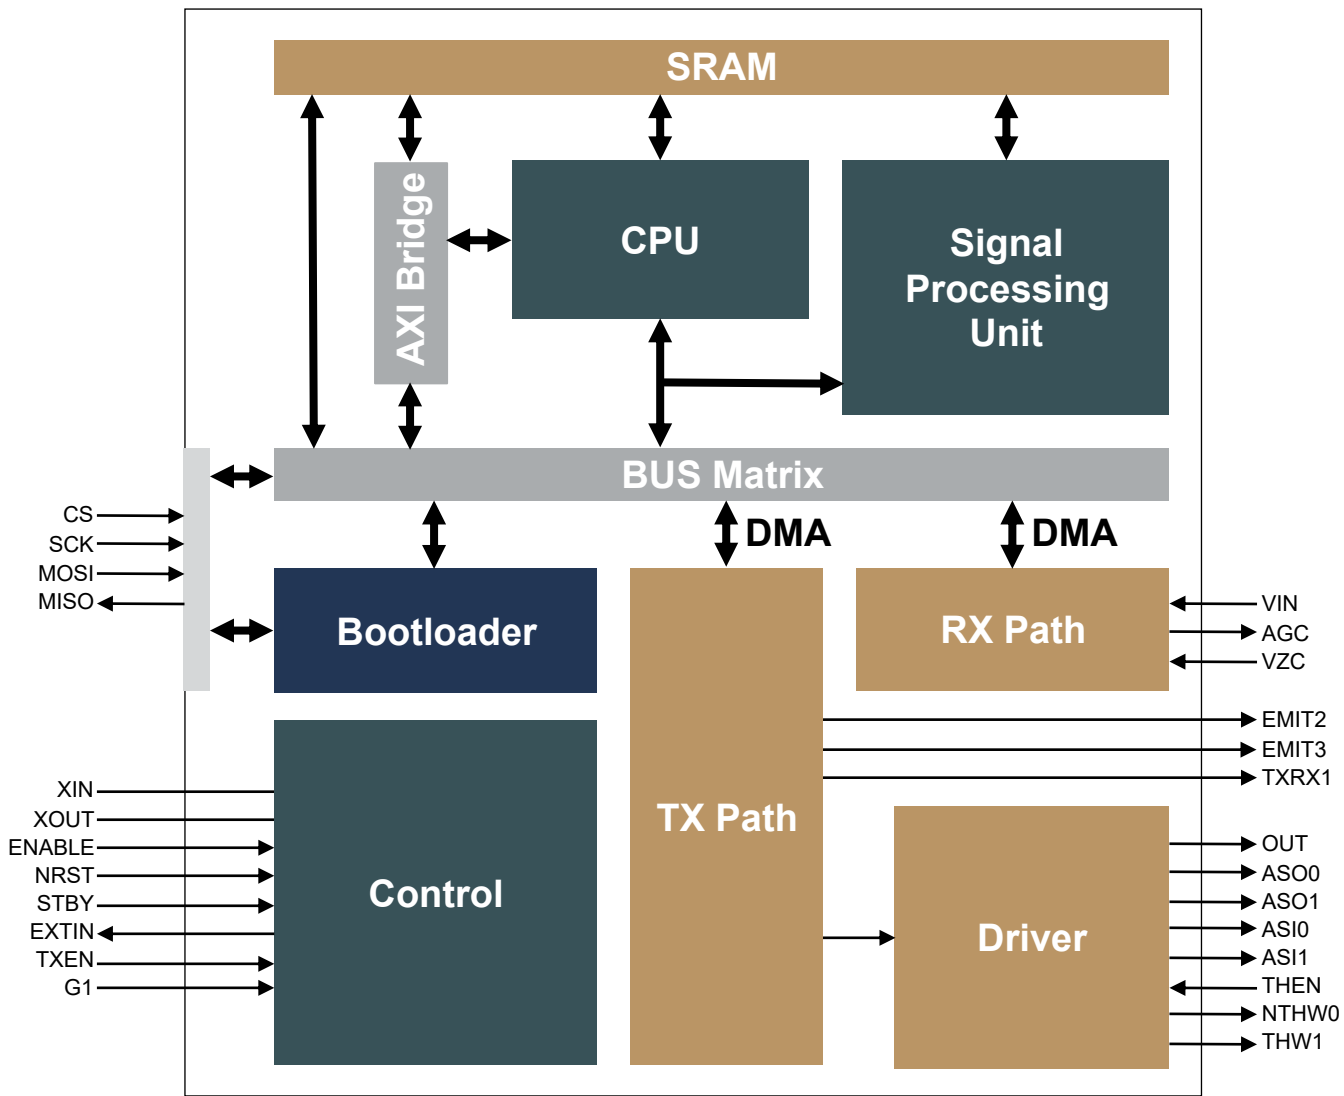 SRAM
AXI Bridge
CPU
Signal
Processing
Unit
BUS Matrix
DMA
DMA
CS
SCK
MOSI
MISO
Bootloader
TX Path
RX Path
VIN
AGC
VZC
EMIT2
EMIT3
TXRX1
XIN
XOUT
ENABLE
NRST
STBY
EXTIN
TXEN
G1
Control
Driver
OUT
ASO0
ASO1
ASI0
ASI1
THEN
NTHW0
THW1